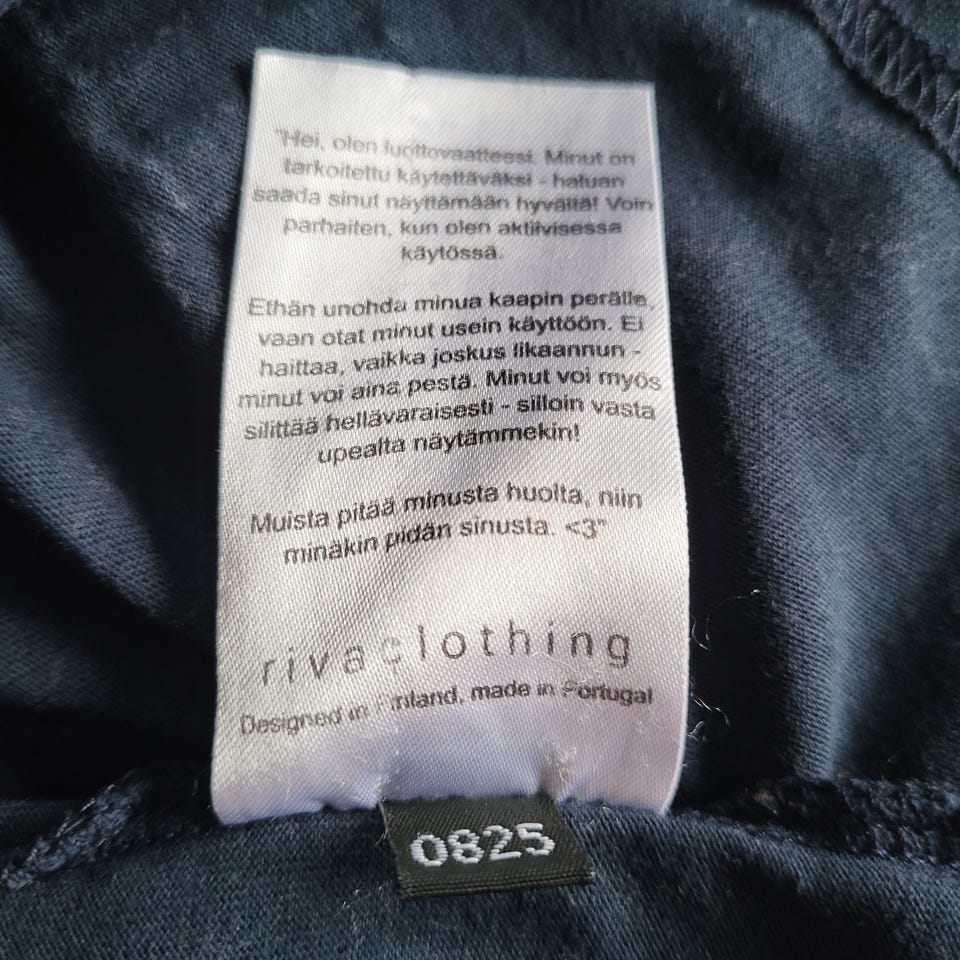 "Hei, olen luottovaatteesi. Minut on
tarkoitettu käytettäväksi - haluan
saada sinut näyttämään hyvältä! Voin
parhaiten, kun olen aktiivisessa
käytössä.
Ethän unohda minua kaapin perälle,
vaan otat minut usein käyttöön. Ei
haittaa, vaikka joskus likaannun -
minut voi aina pestä. Minut voi myös
silittää hellävaraisesti - silloin vasta
upealta näytämmekin!
Muista pitää minusta huolta, niin
minäkin pidän sinusta. <3"
rivaclothing
Designed in Finland, made in Portugal
0825